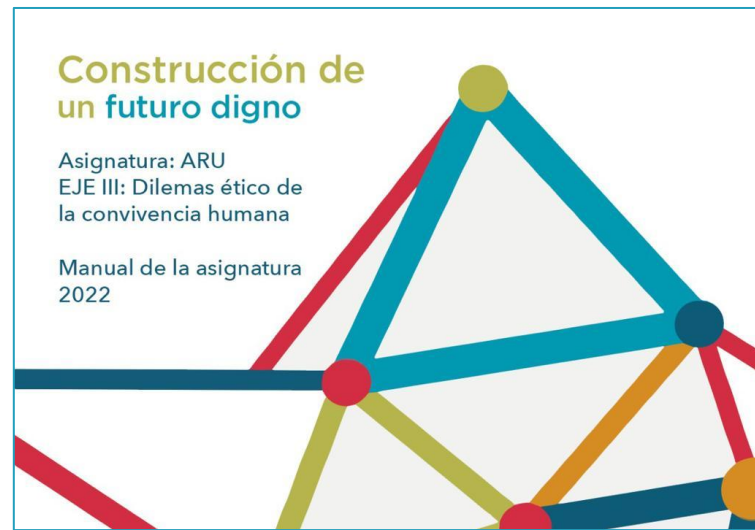 Construcción de
un futuro digno
Asignatura: ARU
EJE III: Dilemas ético de
la convivencia humana
Manual de la asignatura
2022